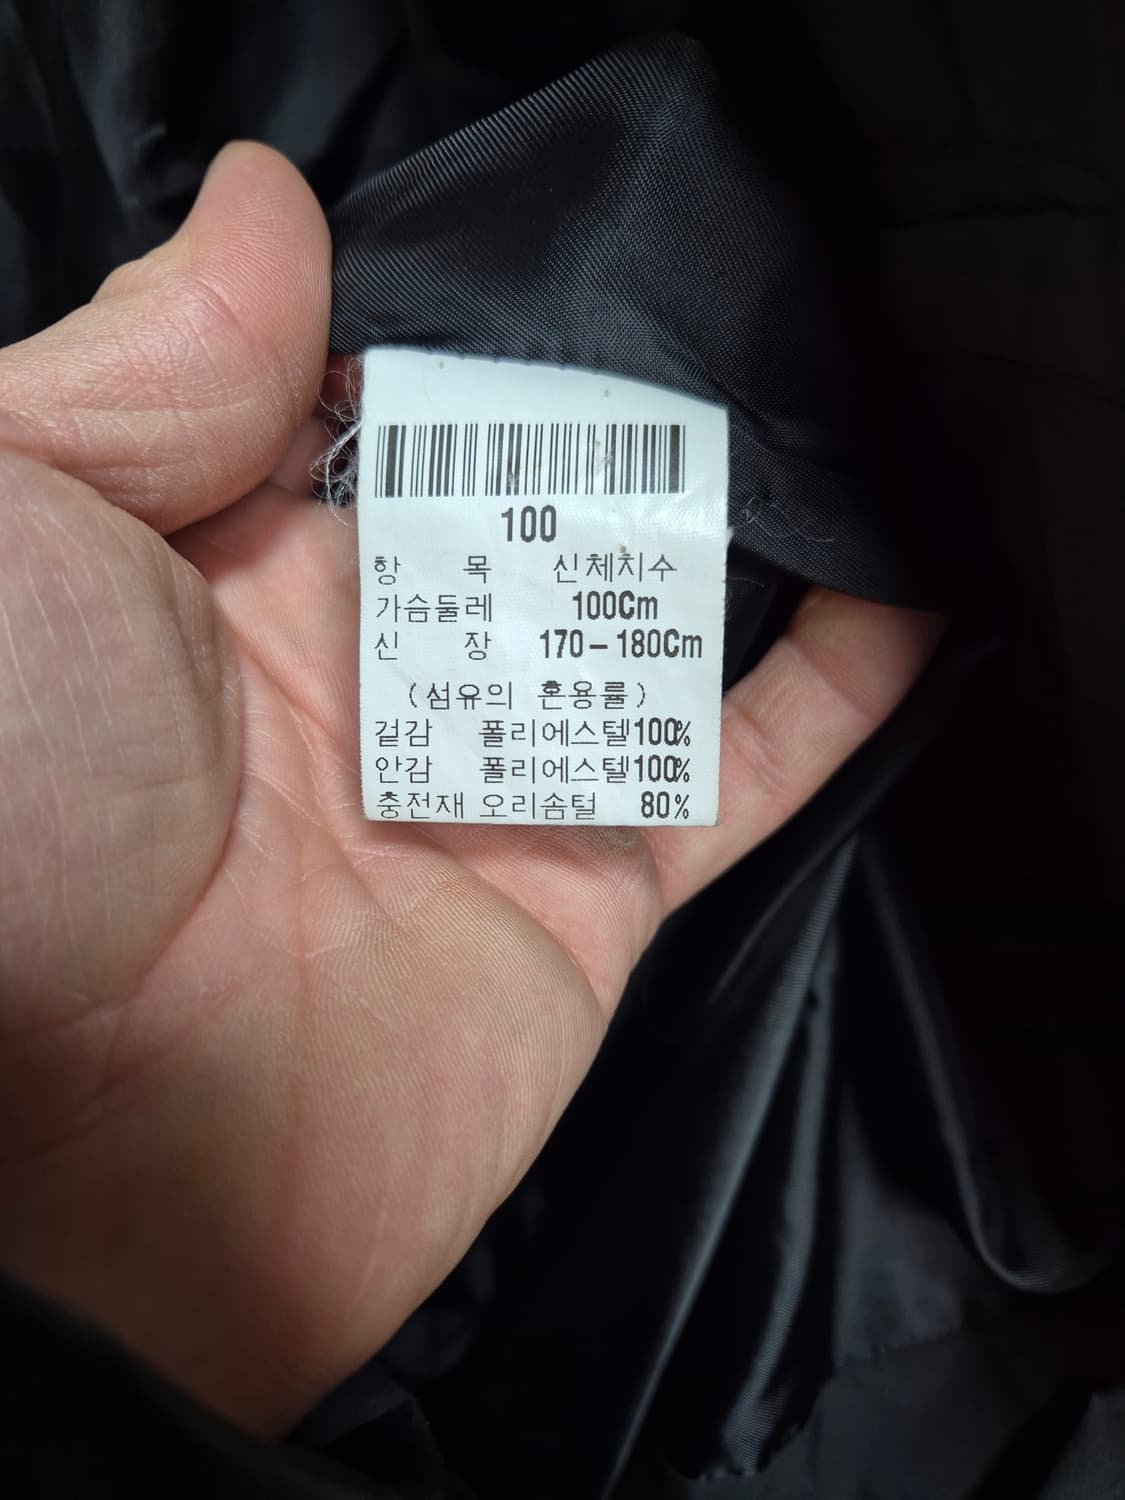 100
항 목 신체치수
가슴둘레 100Cm
신 장 170-180Cm
(섬유의 혼용률)
겉감 폴리에스텔100%
안감 폴리에스텔100%
충전재 오리솜털 80%